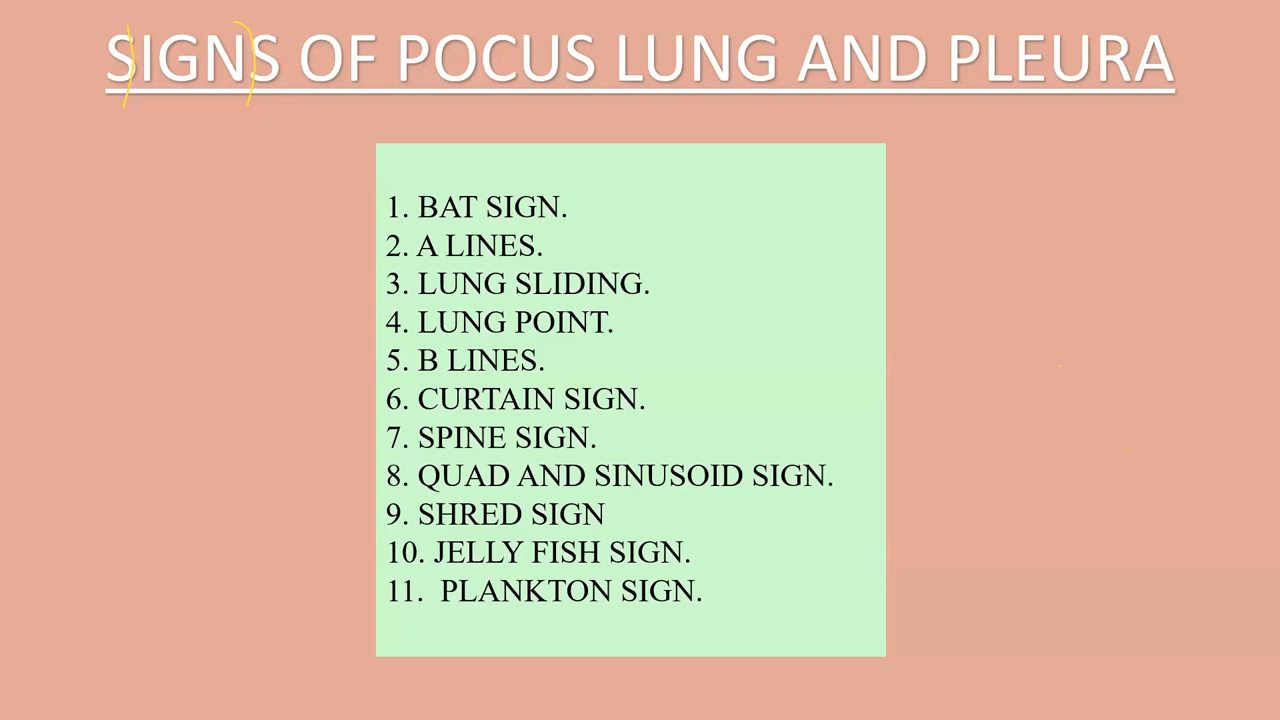 SIGNS OF POCUS LUNG AND PLEURA
1. BAT SIGN.
2. A LINES.
3. LUNG SLIDING.
4. LUNG POINT.
5. B LINES.
6. CURTAIN SIGN.
7. SPINE SIGN.
8. QUAD AND SINUSOID SIGN.
9. SHRED SIGN
10. JELLY FISH SIGN.
11.  PLANKTON SIGN.